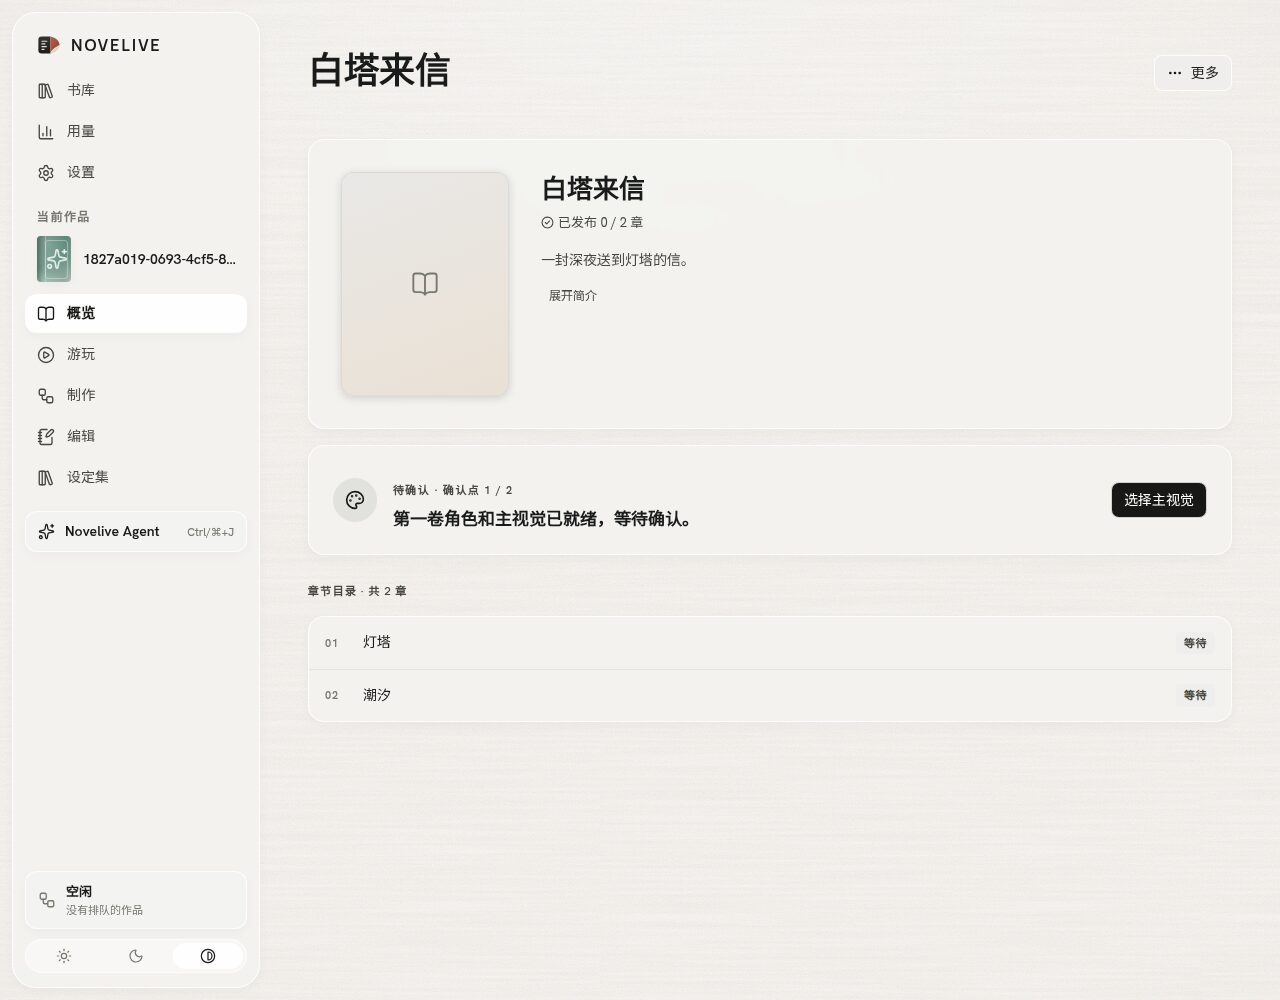 NOVELIVE
书库
用量
设置
当前作品
1827a019-0693-4cf5-8...
概览
游玩
制作
编辑
设定集
Novelive Agent Ctrl/⌘+J
空闲
没有排队的作品
白塔来信
更多
白塔来信
已发布 0 / 2 章
一封深夜送到灯塔的信。
展开简介
待确认 · 确认点 1 / 2
第一卷角色和主视觉已就绪，等待确认。
选择主视觉
章节目录 · 共 2 章
01 灯塔 等待
02 潮汐 等待